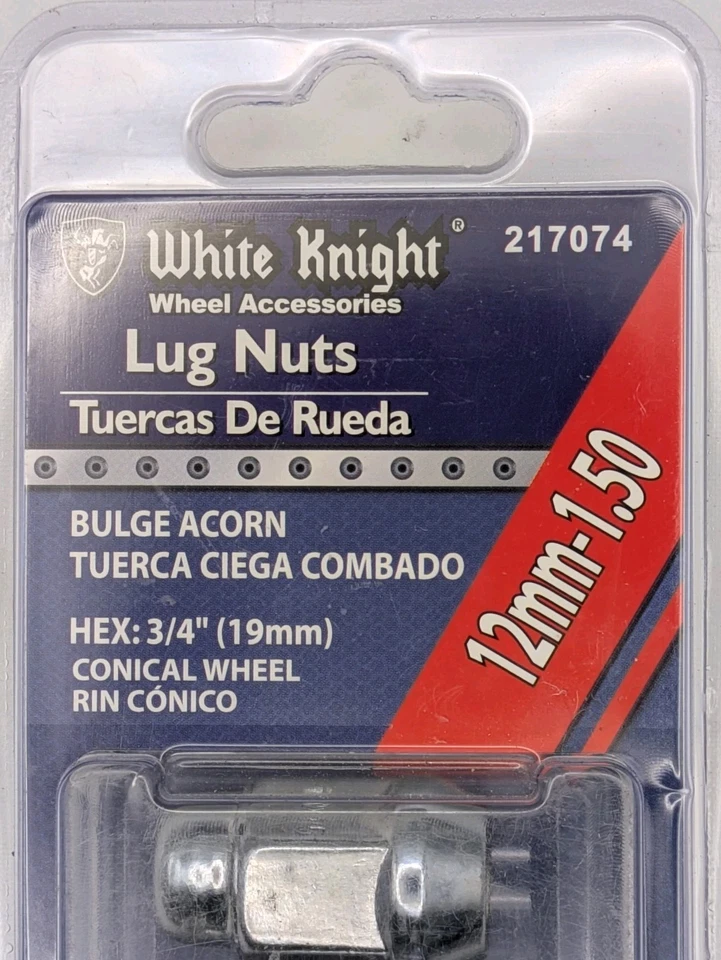 White Knight®
217074
Wheel Accessories
Lug Nuts
Tuercas De Rueda
12mm-1.50
BULGE ACORN
TUERCA CIEGA COMBADO
HEX: 3/4" (19mm)
CONICAL WHEEL
RIN CÓNICO